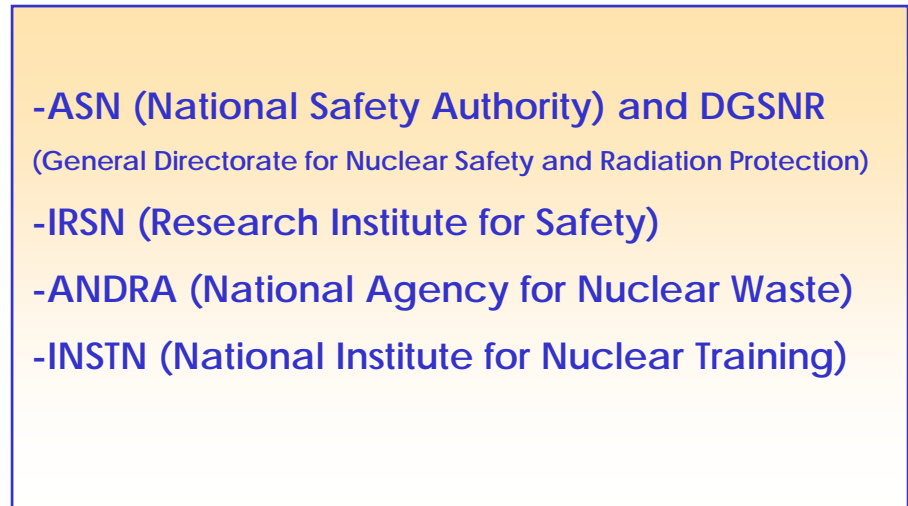 -ASN (National Safety Authority) and DGSNR
(General Directorate for Nuclear Safety and Radiation Protection)
-IRSN (Research Institute for Safety)
-ANDRA (National Agency for Nuclear Waste)
-INSTN (National Institute for Nuclear Training)